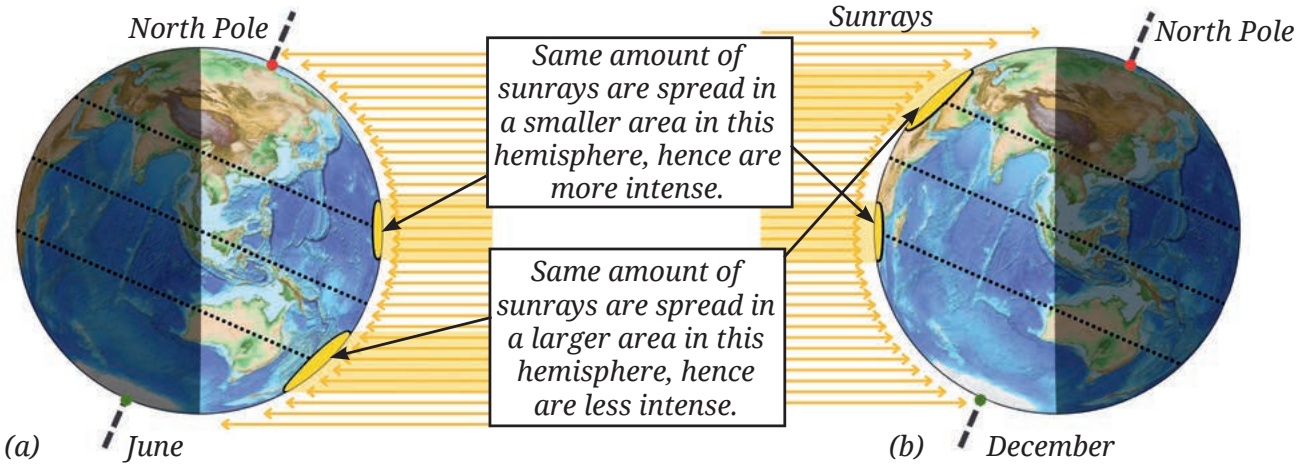 North Pole
Sunrays
North Pole
Same amount of
sunrays are spread in
a smaller area in this
hemisphere, hence are
more intense.
Same amount of
sunrays are spread in
a larger area in this
hemisphere, hence
are less intense.
(a)
June
(b)
December